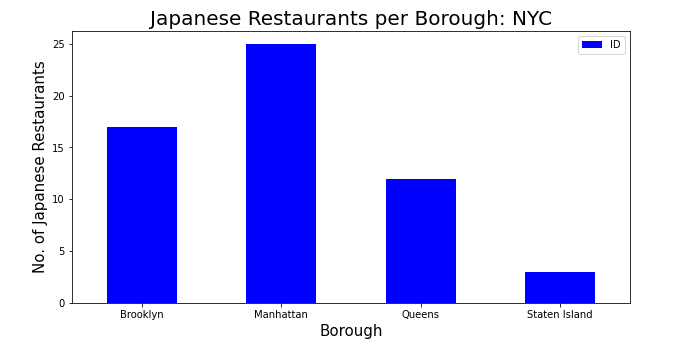 Japanese Restaurants per Borough: NYC
ID
No. of Japanese Restaurants
25
20
15
10
5
0
Brooklyn
Manhattan
Queens
Staten Island
Borough